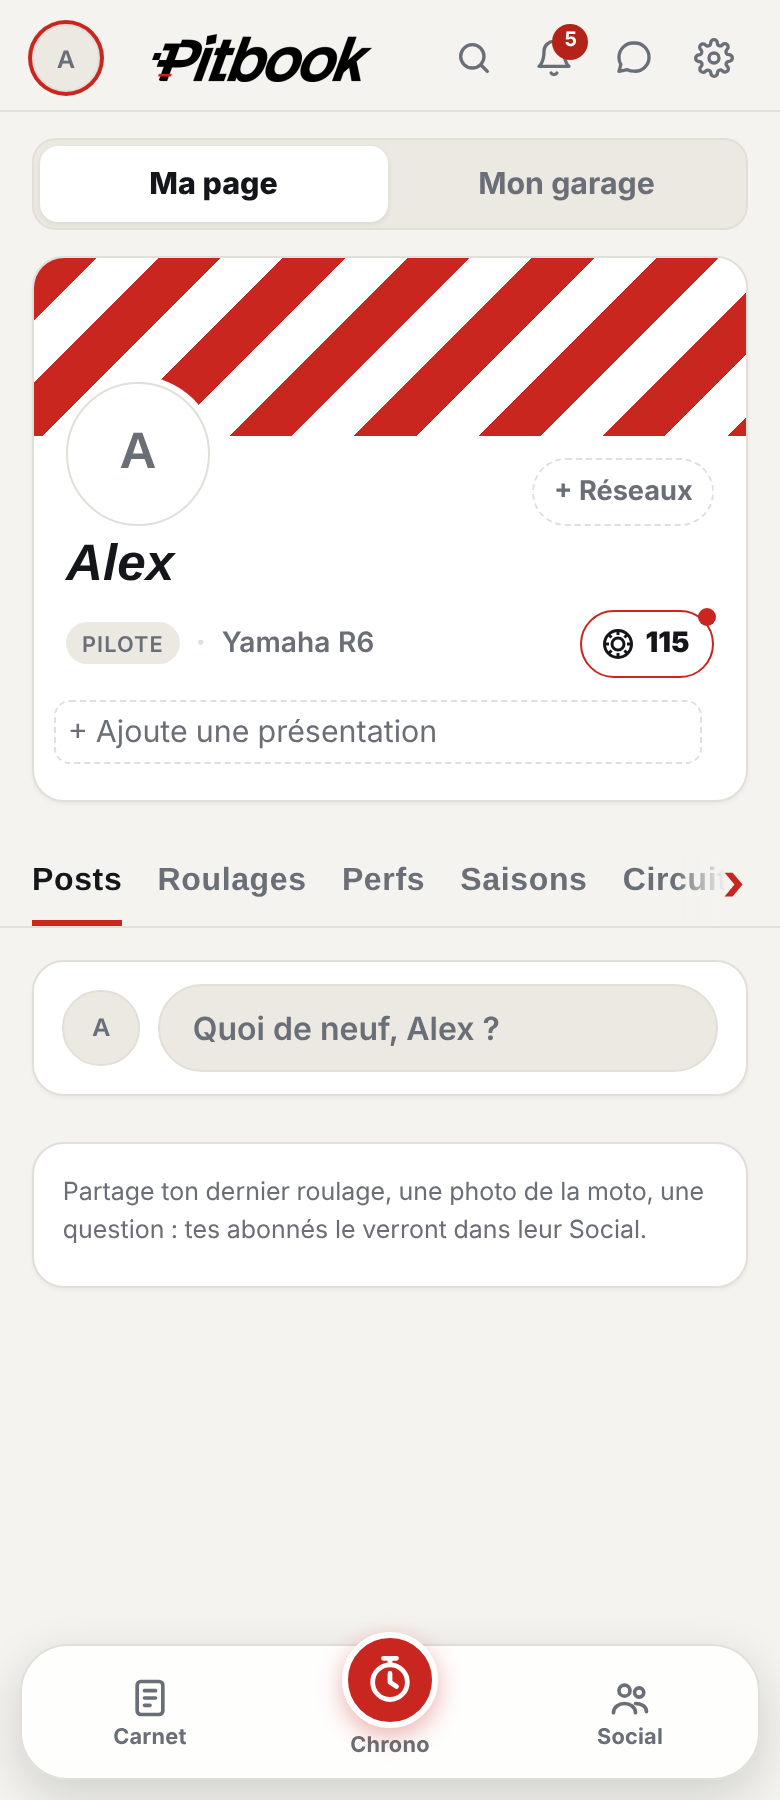 A
Pitbook
5
Ma page
Mon garage
A
+ Réseaux
Alex
PILOTE · Yamaha R6
115
+ Ajoute une présentation
Posts Roulages Perfs Saisons Circuit
A
Quoi de neuf, Alex ?
Partage ton dernier roulage, une photo de la moto, une
question : tes abonnés le verront dans leur Social.
Carnet
Chrono
Social